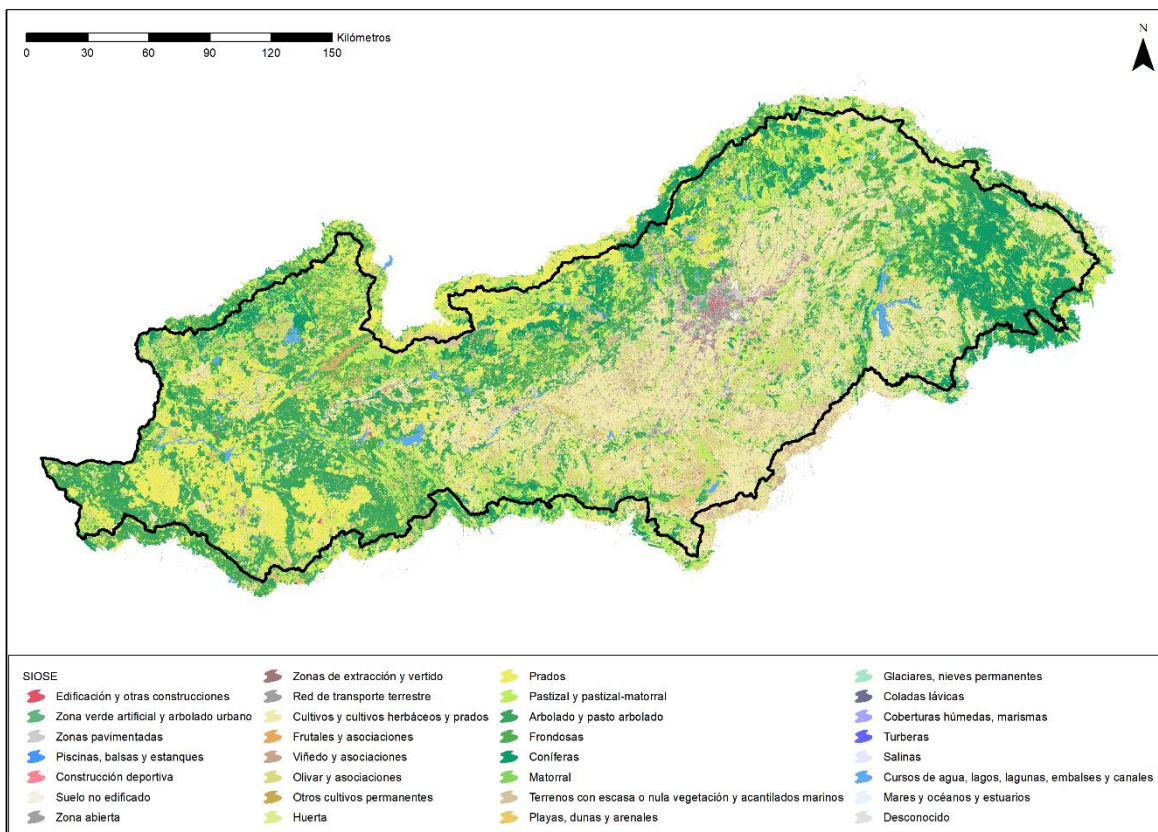 Kilómetros
0 30 60 90 120 150
N
SIOSE
Edificación y otras construcciones
Zona verde artificial y arbolado urbano
Zonas pavimentadas
Piscinas, balsas y estanques
Construcción deportiva
Suelo no edificado
Zona abierta
Zonas de extracción y vertido
Red de transporte terrestre
Cultivos y cultivos herbáceos y prados
Frutales y asociaciones
Viñedo y asociaciones
Olivar y asociaciones
Otros cultivos permanentes
Huerta
Prados
Pastizal y pastizal-matorral
Arbolado y pasto arbolado
Frondosas
Coníferas
Matorral
Terrenos con escasa o nula vegetación y acantilados marinos
Playas, dunas y arenales
Glaciares, nieves permanentes
Coladas lávicas
Coberturas húmedas, marismas
Turberas
Salinas
Cursos de agua, lagos, lagunas, embalses y canales
Mares y océanos y estuarios
Desconocido